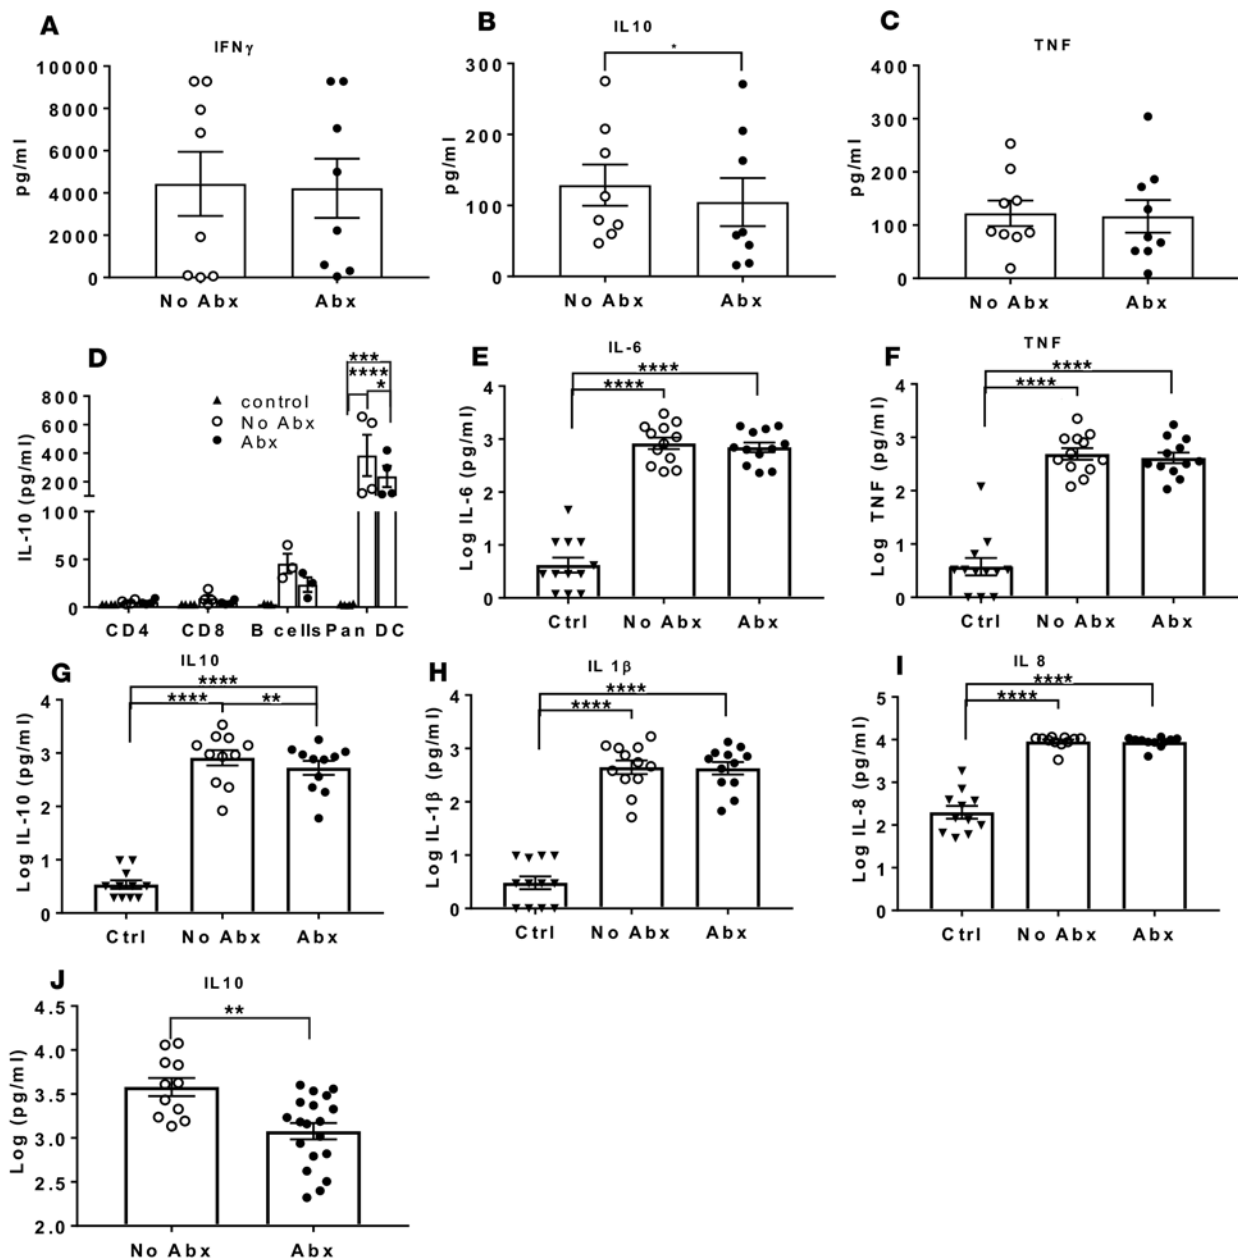 A
IFNγ
10000
8000
6000
4000
2000
0
pg/ml
No Abx
Abx
B
IL10
*
300
200
100
0
pg/ml
No Abx
Abx
C
TNF
400
300
200
100
0
pg/ml
No Abx
Abx
D
***
****
*
800
600
400
200
100
50
0
IL-10 (pg/ml)
control
No Abx
Abx
CD4
CD8
B cells
Pan DC
E
IL-6
****
****
4
3
2
1
0
Log IL-6 (pg/ml)
Ctrl
No Abx
Abx
F
TNF
****
****
4
3
2
1
0
Log TNF (pg/ml)
Ctrl
No Abx
Abx
G
IL10
****
****
**
4
3
2
1
0
Log IL-10 (pg/ml)
Ctrl
No Abx
Abx
H
IL 1β
****
****
4
3
2
1
0
Log IL-1β (pg/ml)
Ctrl
No Abx
Abx
I
IL 8
****
****
5
4
3
2
1
0
Log IL-8 (pg/ml)
Ctrl
No Abx
Abx
J
IL10
**
4.5
4.0
3.5
3.0
2.5
2.0
Log (pg/ml)
No Abx
Abx